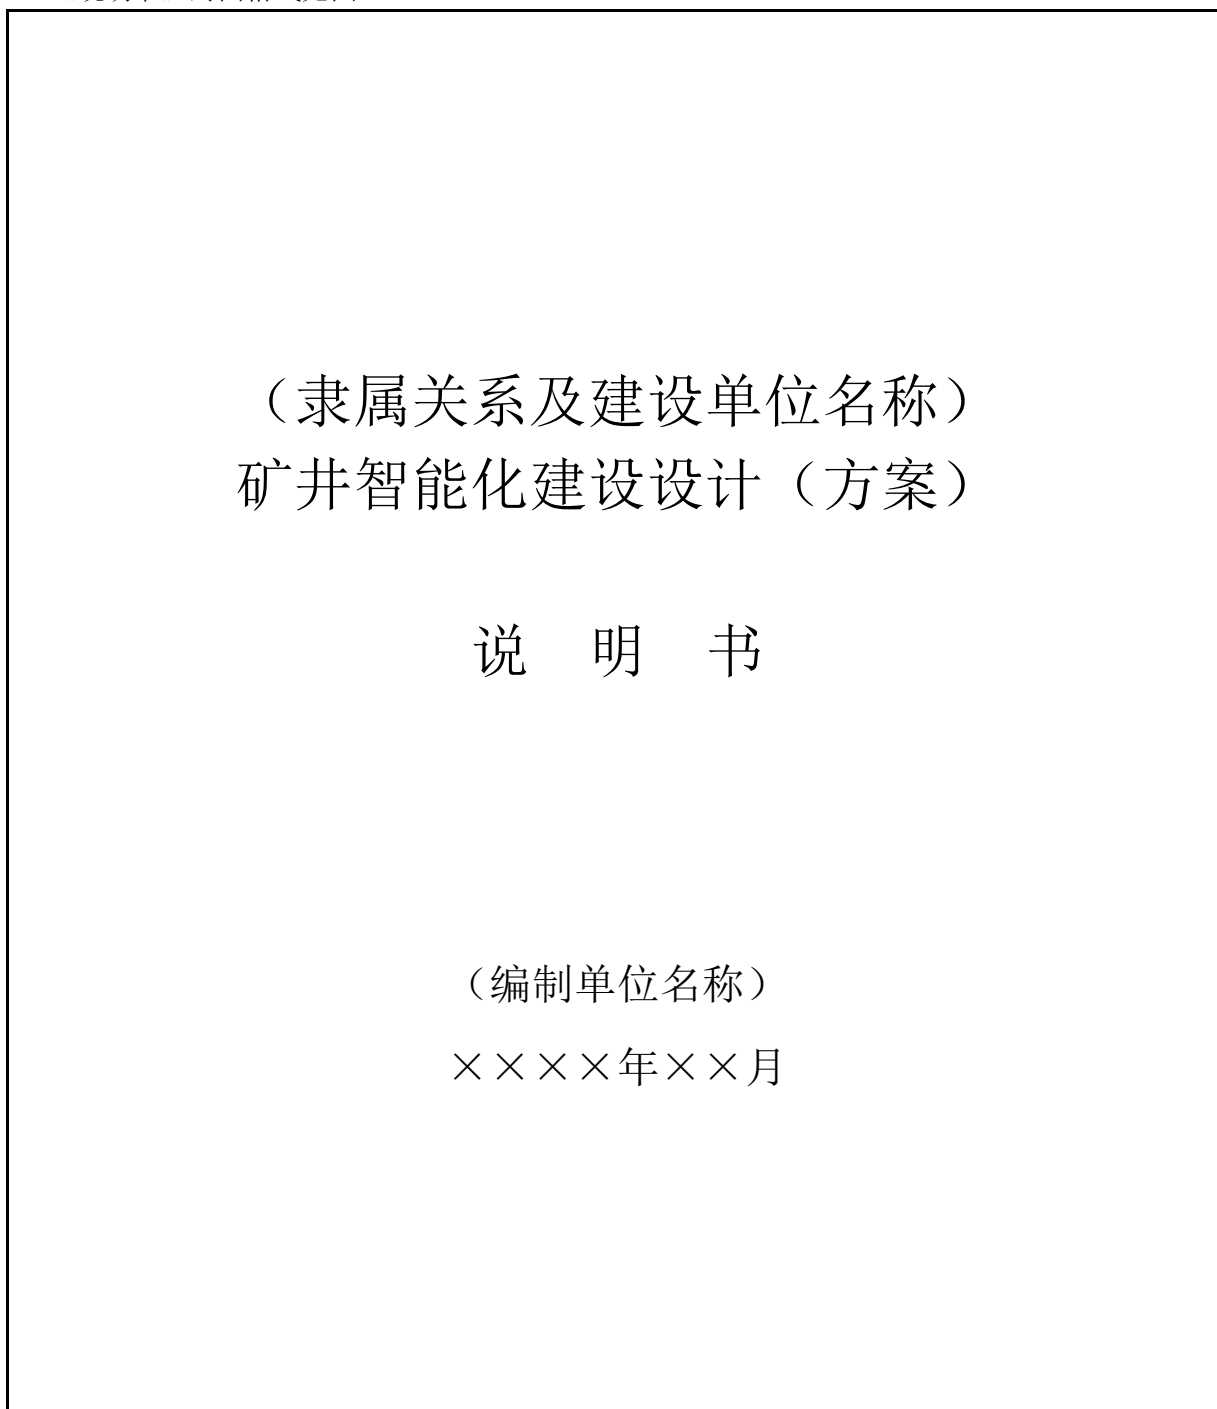 （隶属关系及建设单位名称）
矿井智能化建设设计（方案）
说 明 书
（编制单位名称）
××××年××月